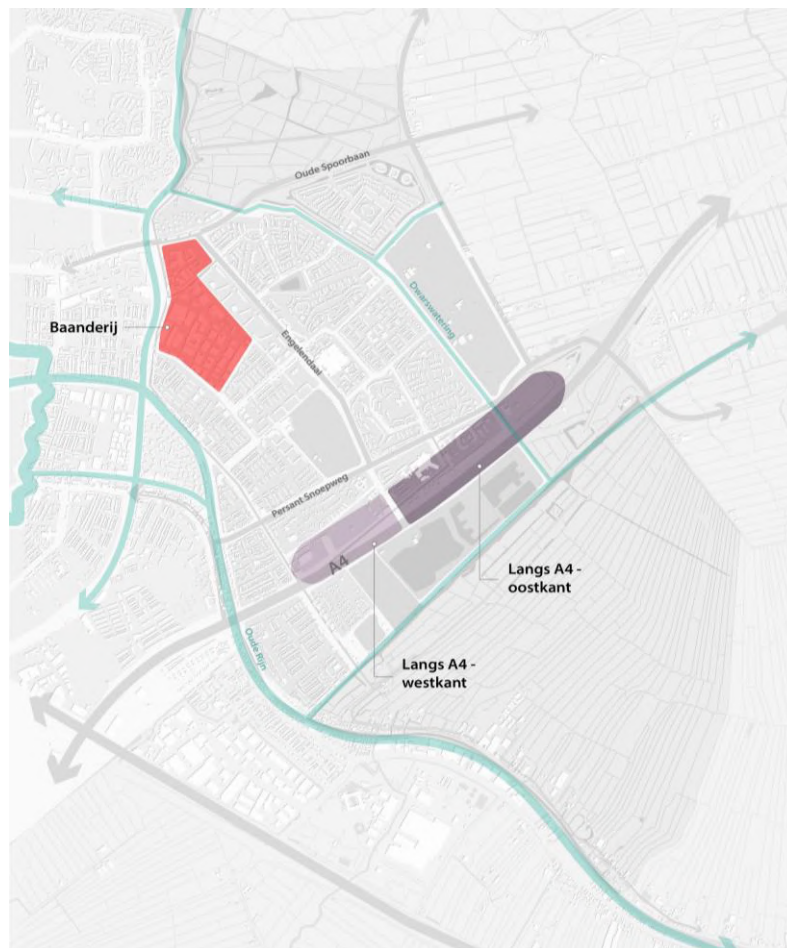 Oude Spoorbaan
Baanderij
Engelendaal
Dwarswatering
Persant Snoepweg
A4
Langs A4 -
oostkant
Langs A4 -
westkant
Oude Rijn